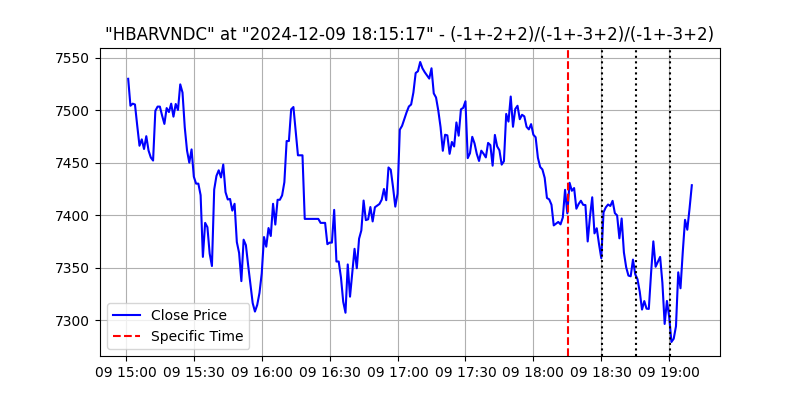 "HBARVNDC" at "2024-12-09 18:15:17" - (-1+-2+2)/(-1+-3+2)/(-1+-3+2)
7550
7500
7450
7400
7350
7300
Close Price
Specific Time
09 15:00 09 15:30 09 16:00 09 16:30 09 17:00 09 17:30 09 18:00 09 18:30 09 19:00